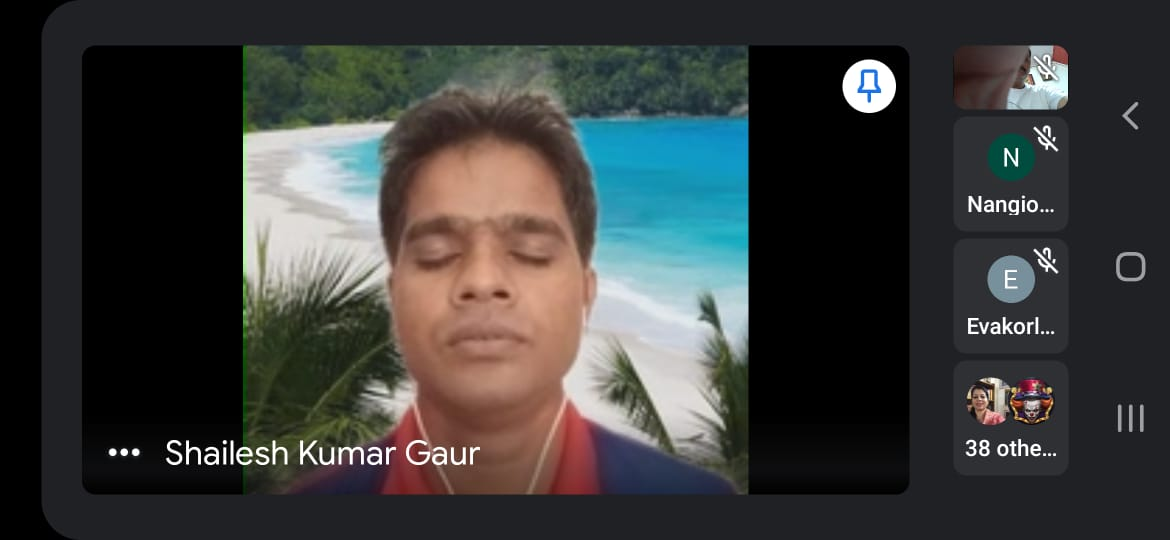 Shailesh Kumar Gaur
N
Nangio...
E
Evakorl...
38 othe...